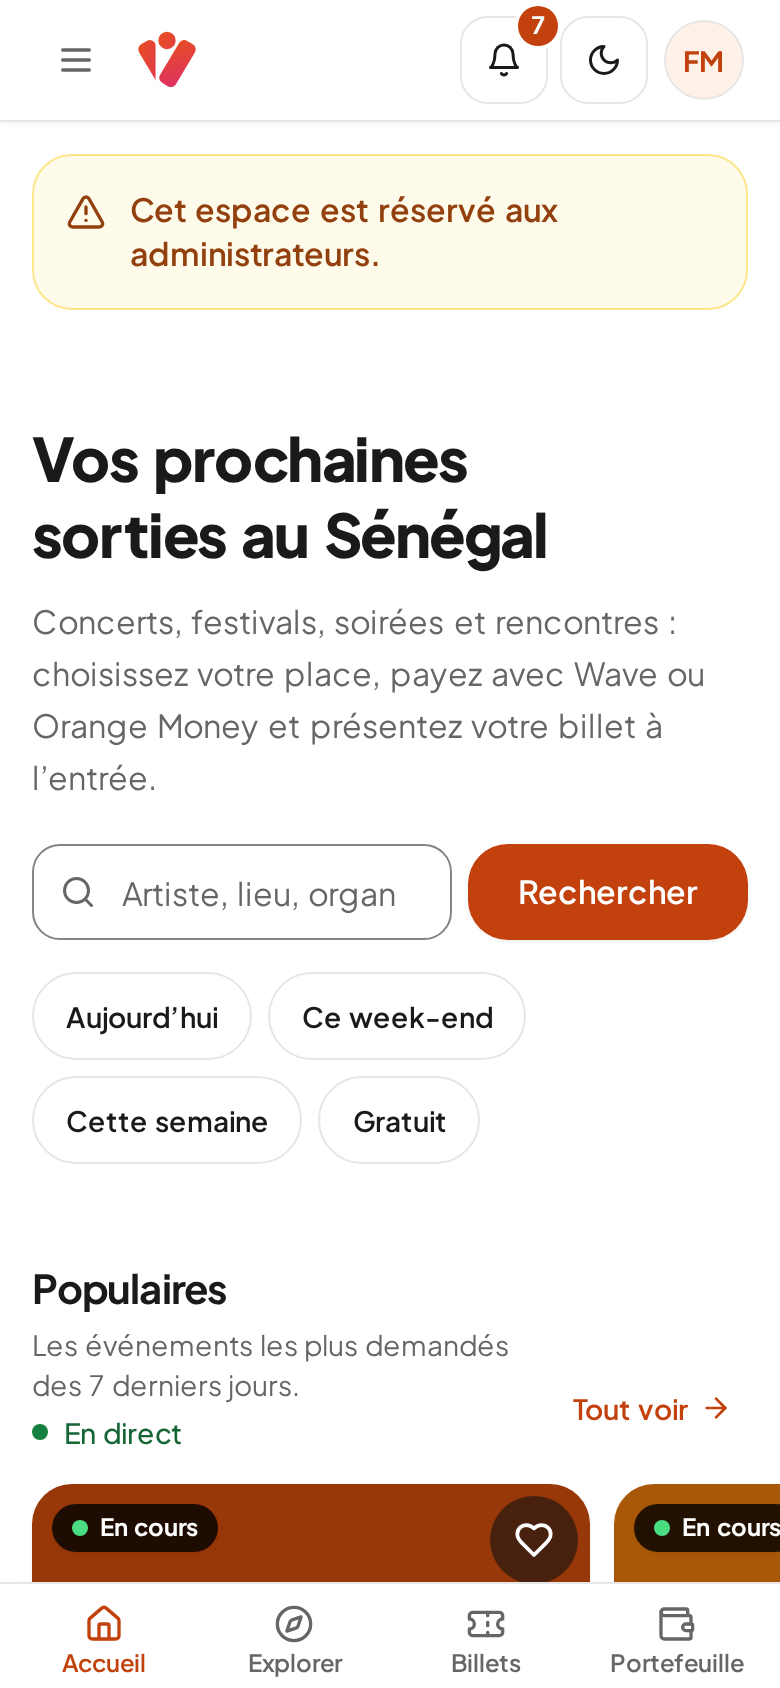 7
FM
Cet espace est réservé aux
administrateurs.
Vos prochaines
sorties au Sénégal
Concerts, festivals, soirées et rencontres :
choisissez votre place, payez avec Wave ou
Orange Money et présentez votre billet à
l’entrée.
Artiste, lieu, organ
Rechercher
Aujourd’hui
Ce week-end
Cette semaine
Gratuit
Populaires
Les événements les plus demandés
des 7 derniers jours.
En direct
Tout voir
En cours
En cours
Accueil
Explorer
Billets
Portefeuille